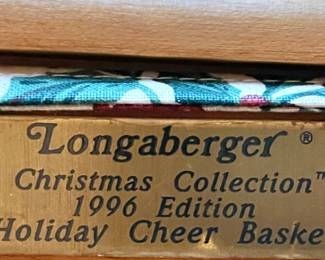 Longaberger®
Christmas Collection™
1996 Edition
Holiday Cheer Baske